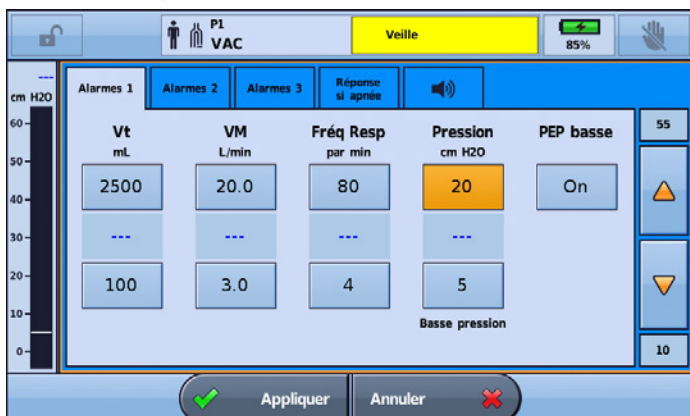 P1
VAC
Veille
85%
---
cm H2O
Alarmes 1
Alarmes 2
Alarmes 3
Réponse
si apnée
60
50
40
30
20
10
0
Vt
VM
Fréq Resp
Pression
PEP basse
mL
L/min
par min
cm H2O
2500
20.0
80
20
On
---
---
---
---
100
3.0
4
5
Basse pression
55
10
Appliquer
Annuler